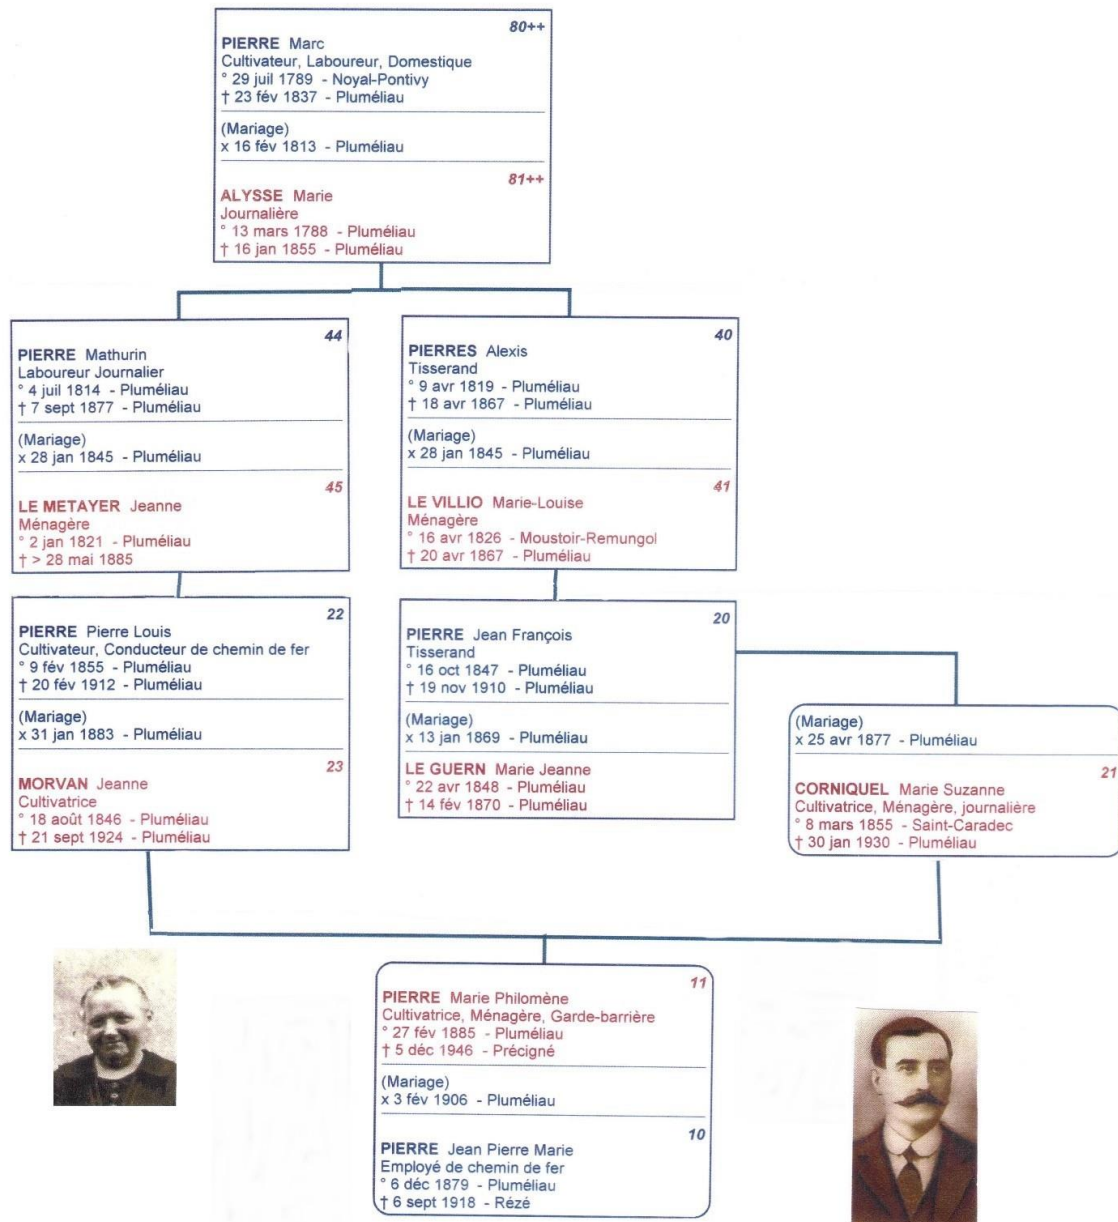 80++
PIERRE Marc
Cultivateur, Laboureur, Domestique
° 29 juil 1789 - Noyal-Pontivy
† 23 fév 1837 - Pluméliau
(Mariage)
x 16 fév 1813 - Pluméliau
81++
ALYSSE Marie
Journalière
° 13 mars 1788 - Pluméliau
† 16 jan 1855 - Pluméliau
44
PIERRE Mathurin
Laboureur Journalier
° 4 juil 1814 - Pluméliau
† 7 sept 1877 - Pluméliau
(Mariage)
x 28 jan 1845 - Pluméliau
45
LE METAYER Jeanne
Ménagère
° 2 jan 1821 - Pluméliau
† > 28 mai 1885
40
PIERRES Alexis
Tisserand
° 9 avr 1819 - Pluméliau
† 18 avr 1867 - Pluméliau
(Mariage)
x 28 jan 1845 - Pluméliau
41
LE VILLIO Marie-Louise
Ménagère
° 16 avr 1826 - Moustoir-Remungol
† 20 avr 1867 - Pluméliau
22
PIERRE Pierre Louis
Cultivateur, Conducteur de chemin de fer
° 9 fév 1855 - Pluméliau
† 20 fév 1912 - Pluméliau
(Mariage)
x 31 jan 1883 - Pluméliau
23
MORVAN Jeanne
Cultivatrice
° 18 août 1846 - Pluméliau
† 21 sept 1924 - Pluméliau
20
PIERRE Jean François
Tisserand
° 16 oct 1847 - Pluméliau
† 19 nov 1910 - Pluméliau
(Mariage)
x 13 jan 1869 - Pluméliau
LE GUERN Marie Jeanne
° 22 avr 1848 - Pluméliau
† 14 fév 1870 - Pluméliau
(Mariage)
x 25 avr 1877 - Pluméliau
21
CORNIQUEL Marie Suzanne
Cultivatrice, Ménagère, journalière
° 8 mars 1855 - Saint-Caradec
† 30 jan 1930 - Pluméliau
11
PIERRE Marie Philomène
Cultivatrice, Ménagère, Garde-barrière
° 27 fév 1885 - Pluméliau
† 5 déc 1946 - Précigné
(Mariage)
x 3 fév 1906 - Pluméliau
10
PIERRE Jean Pierre Marie
Employé de chemin de fer
° 6 déc 1879 - Pluméliau
† 6 sept 1918 - Rézé